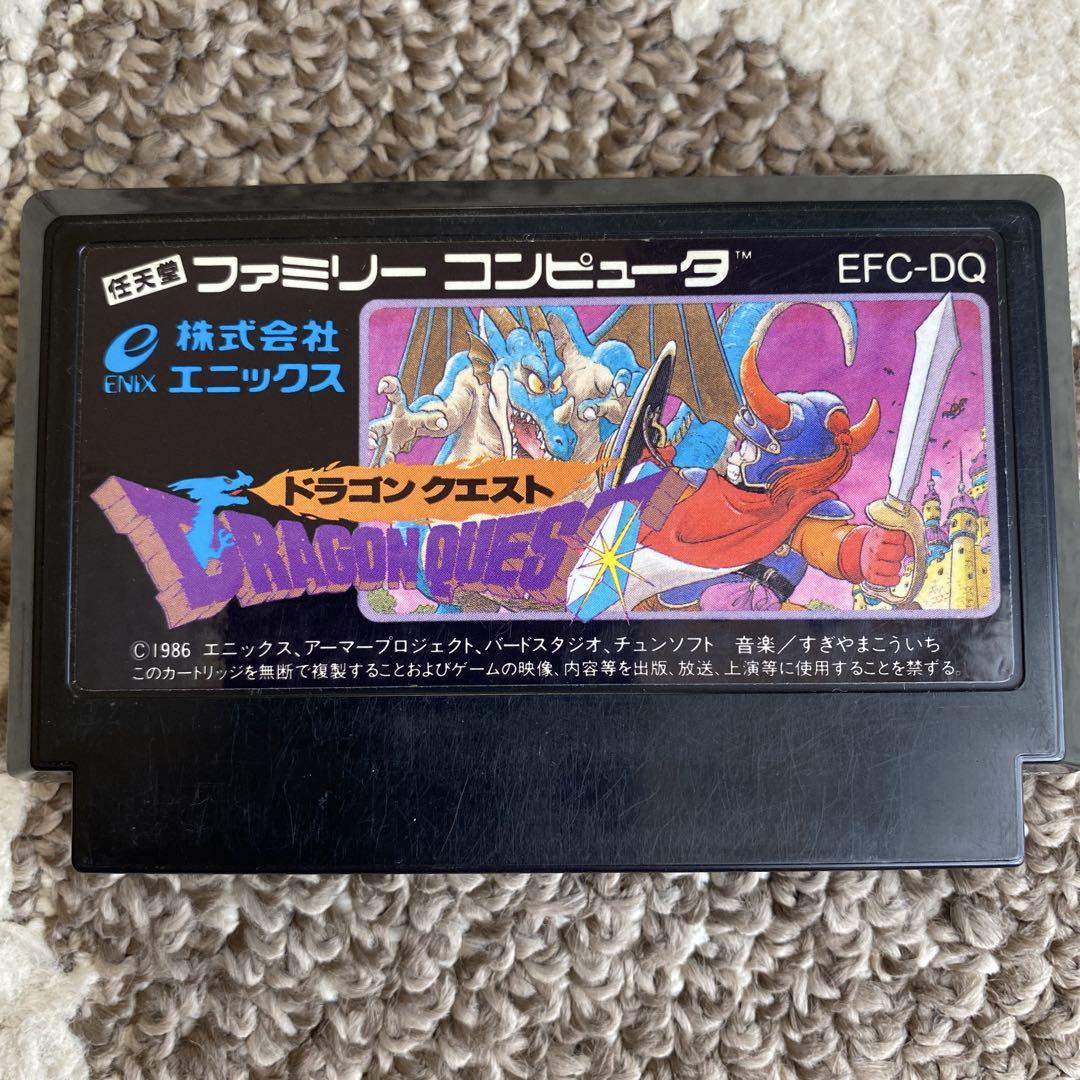 任天堂 ファミリー コンピュータ™ EFC-DQ
e 株式会社
ENIX エニックス
ドラゴンクエスト
DRAGON QUEST
©1986 エニックス、アーマープロジェクト、バードスタジオ、チュンソフト 音楽/すぎやまこういち
このカートリッジを無断で複製することおよびゲームの映像、内容等を出版、放送、上演等に使用することを禁ずる。